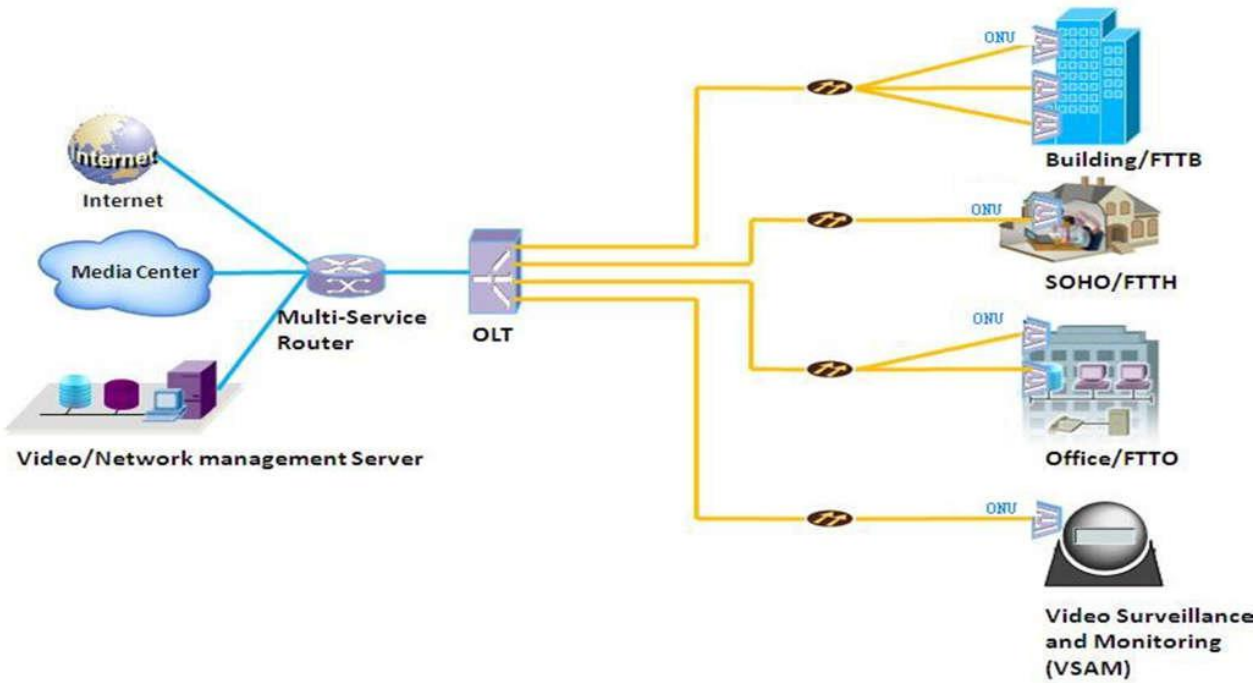 ONU
Building/FTTB
Internet
Internet
ONU
SOHO/FTTH
Media Center
Multi-Service
Router
OLT
ONU
Video/Network management Server
Office/FTTO
ONU
Video Surveillance
and Monitoring
(VSAM)